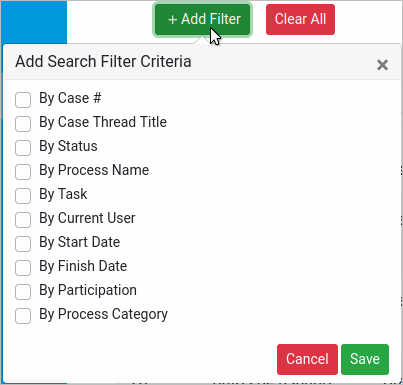 + Add Filter
Clear All
Add Search Filter Criteria
×
By Case #
By Case Thread Title
By Status
By Process Name
By Task
By Current User
By Start Date
By Finish Date
By Participation
By Process Category
Cancel
Save